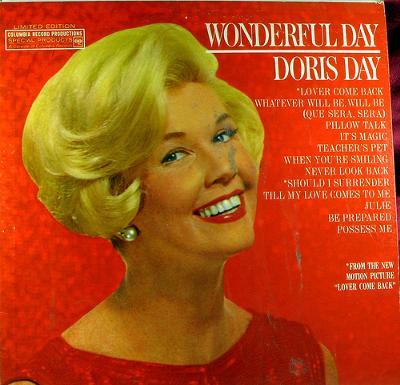 LIMITED EDITION
COLUMBIA RECORD PRODUCTIONS
SPECIAL PRODUCTS
WONDERFUL DAY
DORIS DAY
*LOVER COME BACK
WHATEVER WILL BE, WILL BE
(QUE SERA, SERA)
PILLOW TALK
IT'S MAGIC
TEACHER'S PET
WHEN YOU'RE SMILING
NEVER LOOK BACK
*SHOULD I SURRENDER
TILL MY LOVE COMES TO ME
JULIE
BE PREPARED
POSSESS ME
*FROM THE NEW
MOTION PICTURE
"LOVER COME BACK"